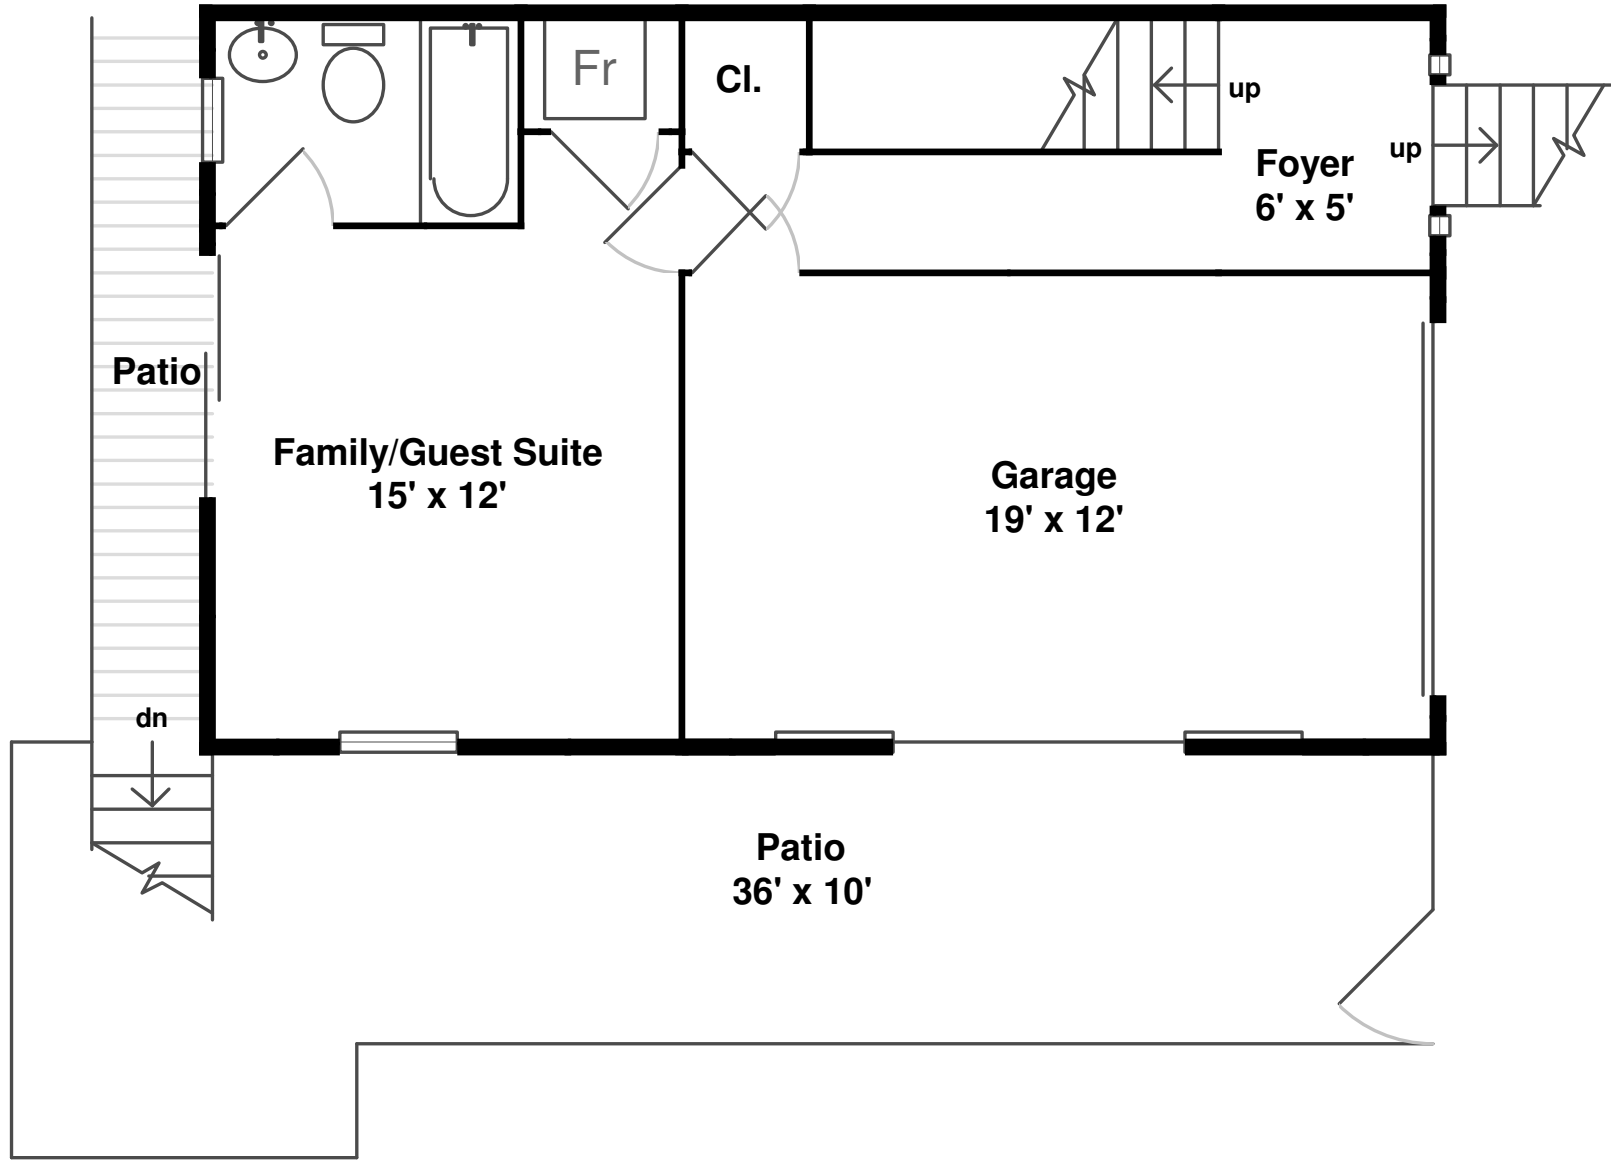 Fr
Cl.
up
Foyer
6' x 5'
up
Patio
Family/Guest Suite
15' x 12'
Garage
19' x 12'
dn
Patio
36' x 10'